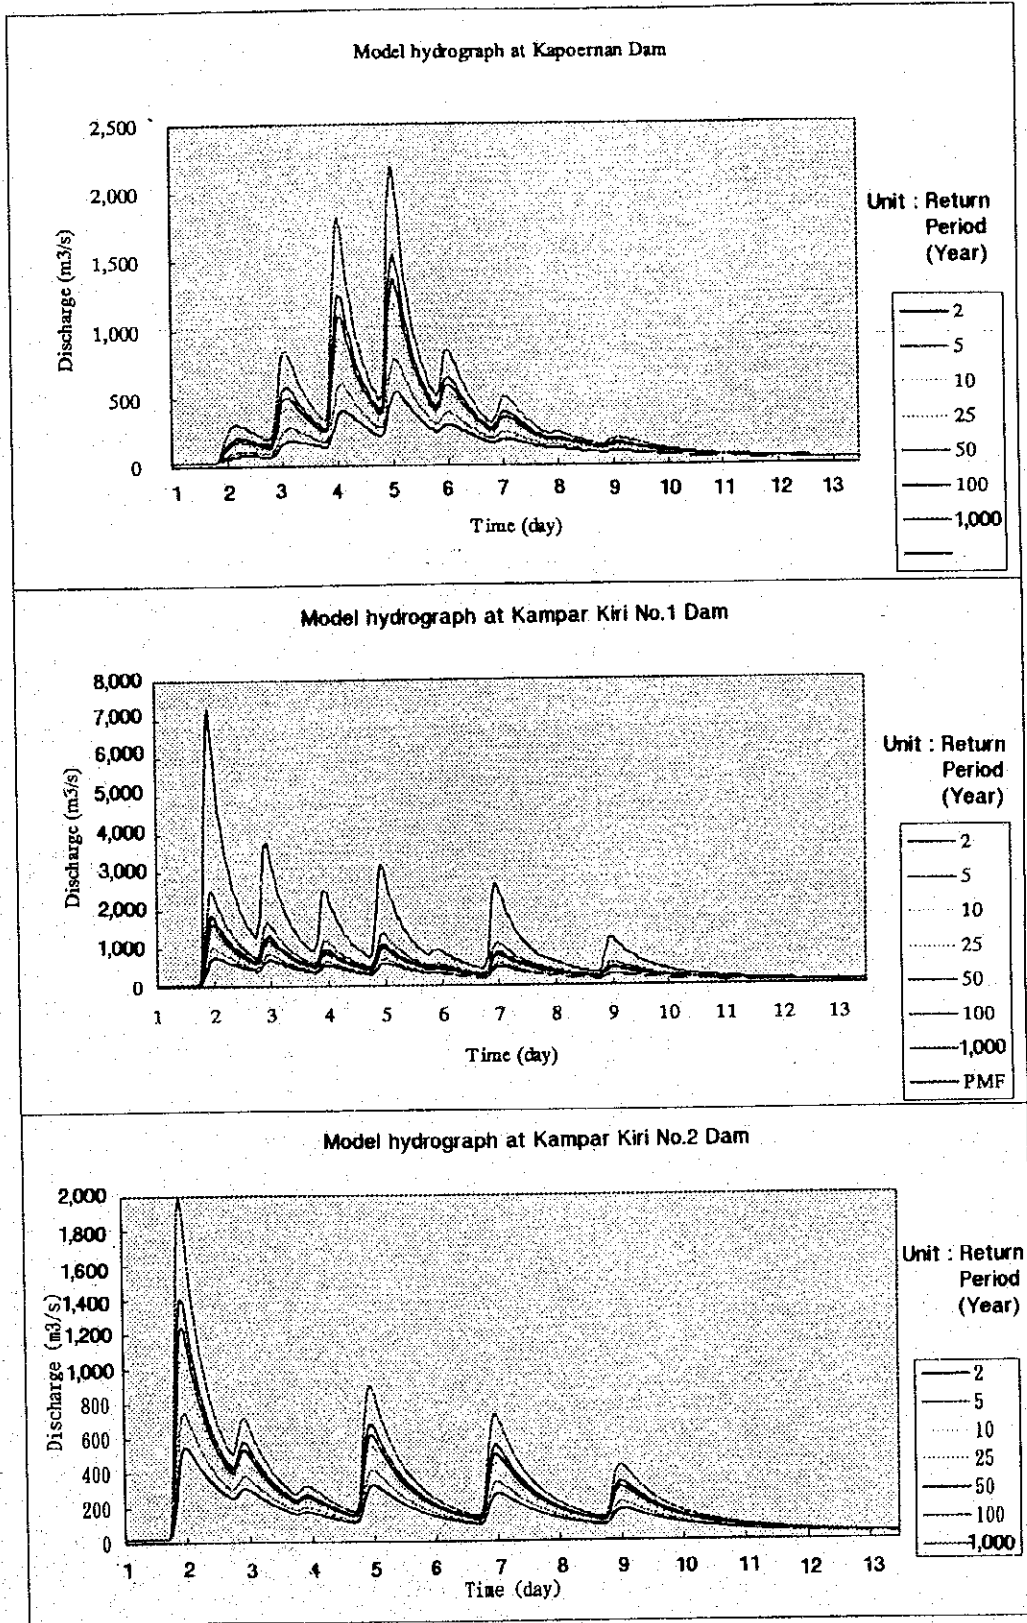 Model hydrograph at Kapoernan Dam
2,500
2,000
1,500
1,000
500
0
Discharge (m3/s)
1 2 3 4 5 6 7 8 9 10 11 12 13
Time (day)
Unit : Return
Period
(Year)
2
5
10
25
50
100
1,000
Model hydrograph at Kampar Kiri No.1 Dam
8,000
7,000
6,000
5,000
4,000
3,000
2,000
1,000
0
Discharge (m3/s)
1 2 3 4 5 6 7 8 9 10 11 12 13
Time (day)
Unit : Return
Period
(Year)
2
5
10
25
50
100
1,000
PMF
Model hydrograph at Kampar Kiri No.2 Dam
2,000
1,800
1,600
1,400
1,200
1,000
800
600
400
200
0
Discharge (m3/s)
1 2 3 4 5 6 7 8 9 10 11 12 13
Time (day)
Unit : Return
Period
(Year)
2
5
10
25
50
100
1,000